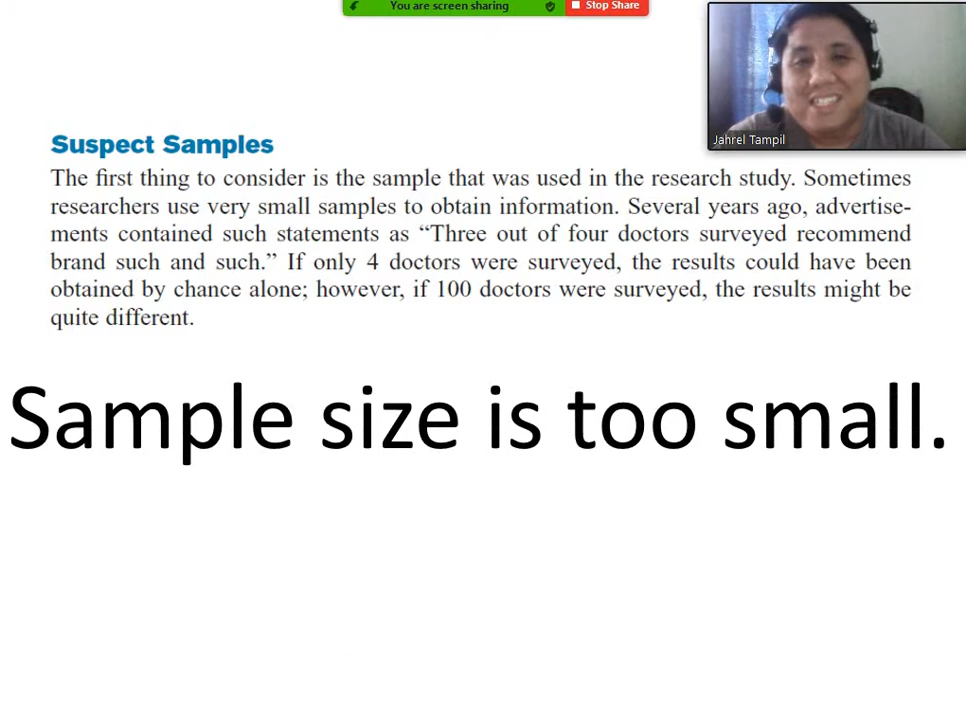 You are screen sharing
Stop Share
Jahrel Tampil
Suspect Samples
The first thing to consider is the sample that was used in the research study. Sometimes
researchers use very small samples to obtain information. Several years ago, advertise-
ments contained such statements as “Three out of four doctors surveyed recommend
brand such and such.” If only 4 doctors were surveyed, the results could have been
obtained by chance alone; however, if 100 doctors were surveyed, the results might be
quite different.
Sample size is too small.